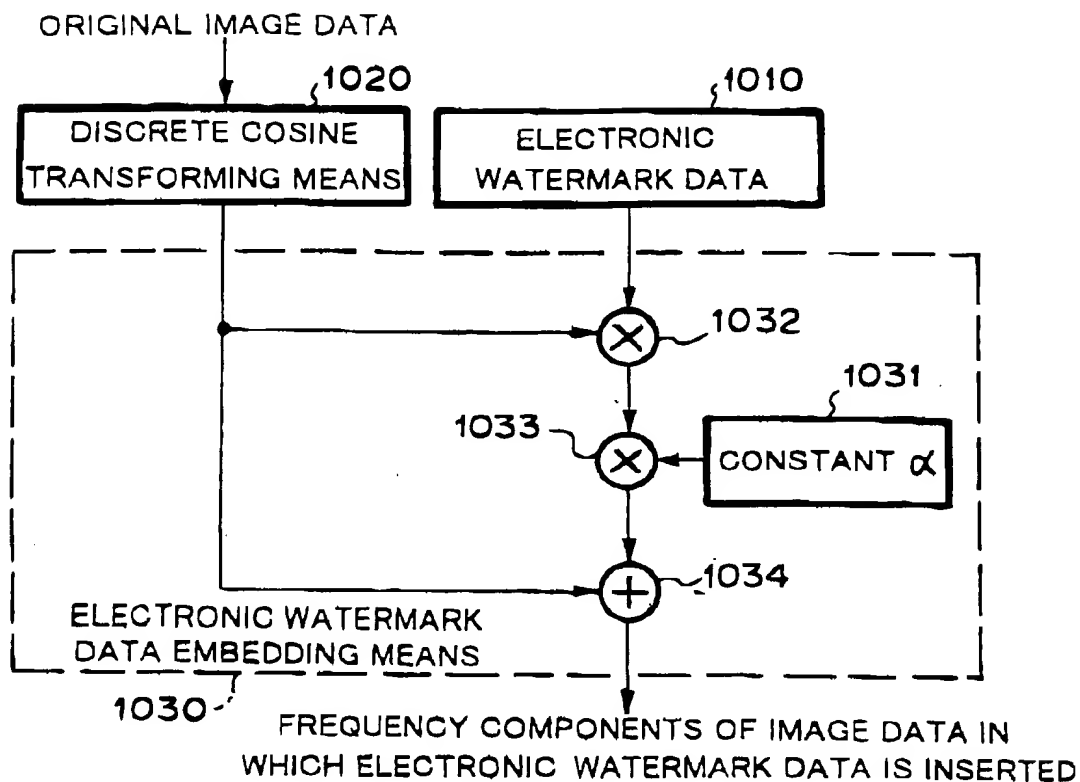 ORIGINAL IMAGE DATA
1020
1010
DISCRETE COSINE
TRANSFORMING MEANS
ELECTRONIC
WATERMARK DATA
×
1032
1031
1033
×
CONSTANT α
+
1034
ELECTRONIC WATERMARK
DATA EMBEDDING MEANS
1030
FREQUENCY COMPONENTS OF IMAGE DATA IN
WHICH ELECTRONIC WATERMARK DATA IS INSERTED